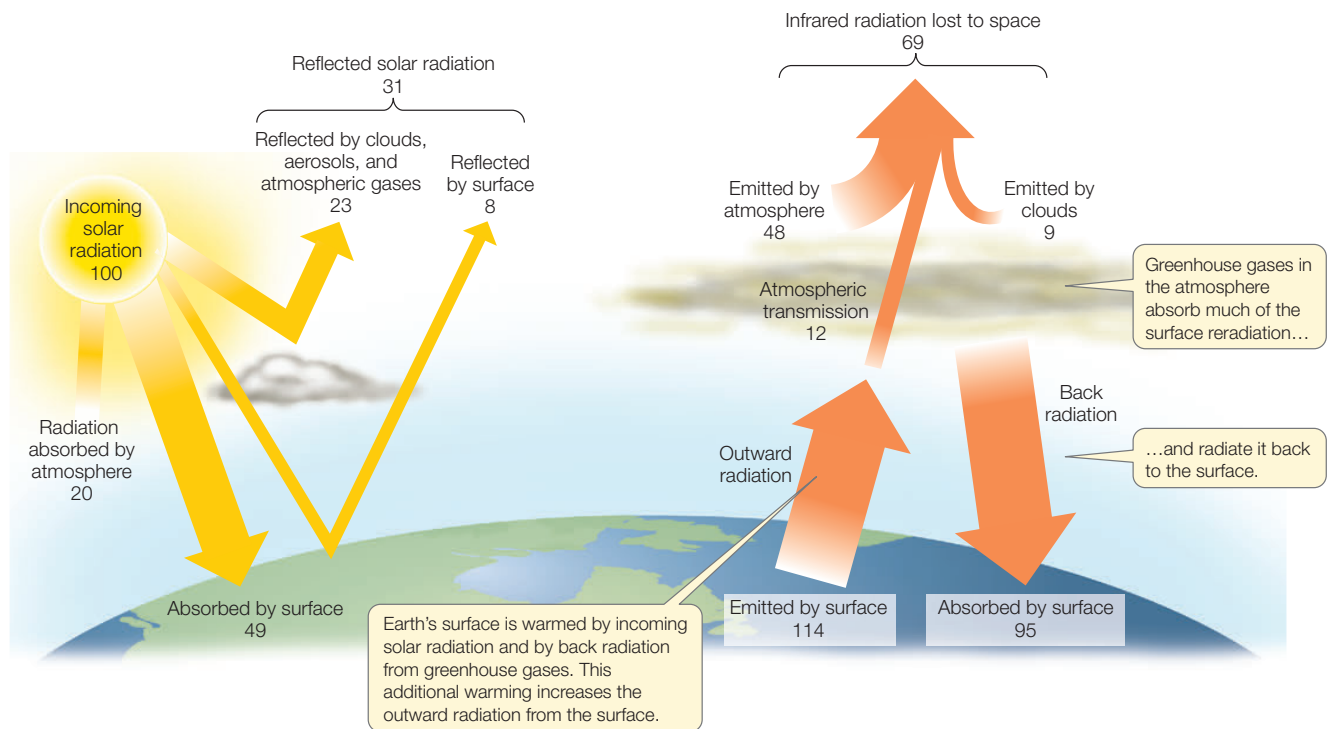 Infrared radiation lost to space
69
Reflected solar radiation
31
Reflected by clouds,
aerosols, and
atmospheric gases
23
Reflected
by surface
8
Incoming
solar
radiation
100
Radiation
absorbed by
atmosphere
20
Absorbed by surface
49
Emitted by
atmosphere
48
Emitted by
clouds
9
Atmospheric
transmission
12
Greenhouse gases in
the atmosphere
absorb much of the
surface reradiation…
Outward
radiation
Back
radiation
…and radiate it back
to the surface.
Emitted by surface
114
Absorbed by surface
95
Earth's surface is warmed by incoming
solar radiation and by back radiation
from greenhouse gases. This
additional warming increases the
outward radiation from the surface.